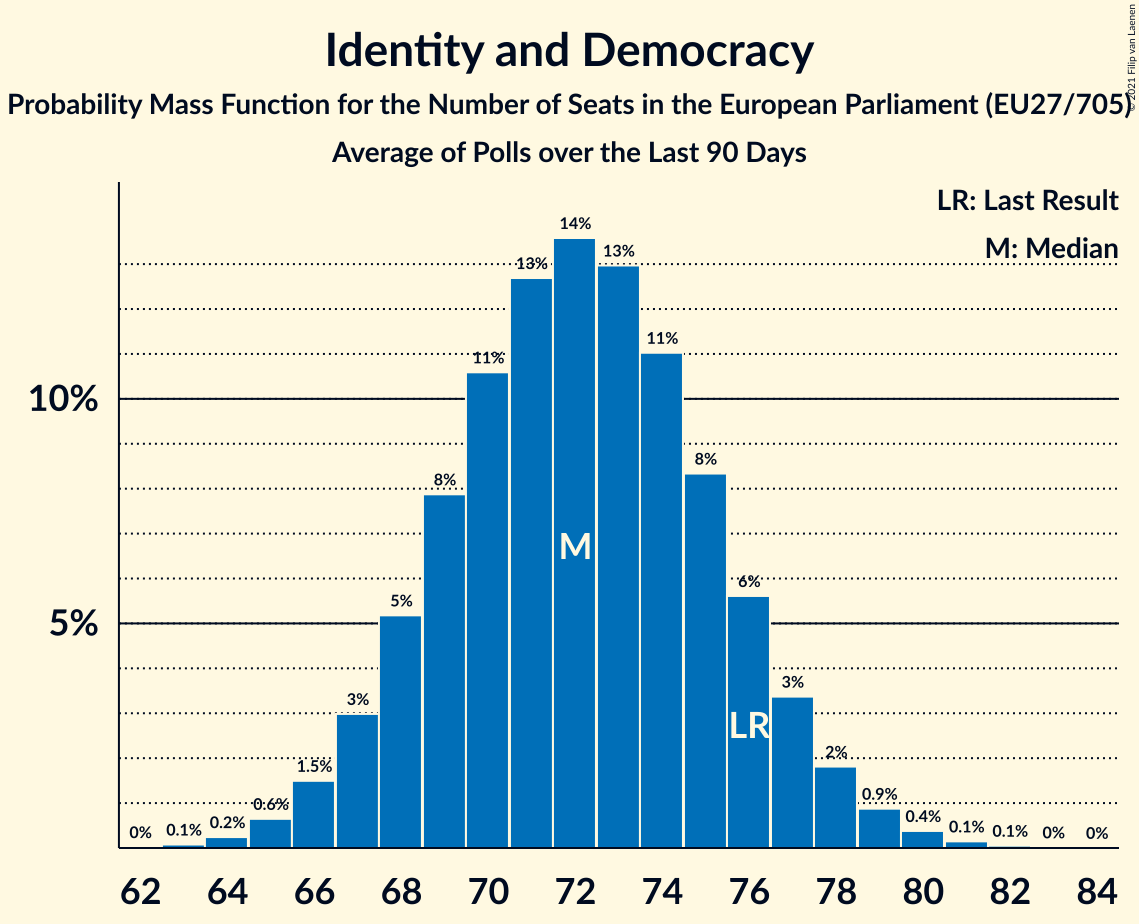 Identity and Democracy
Probability Mass Function for the Number of Seats in the European Parliament (EU27/705)
Average of Polls over the Last 90 Days
© 2021 Filip van Laenen
LR: Last Result
M: Median
10%
5%
0%
0.1%
0.2%
0.6%
1.5%
3%
5%
8%
11%
13%
14%
13%
11%
8%
6%
3%
2%
0.9%
0.4%
0.1%
0.1%
0%
0%
M
LR
62 64 66 68 70 72 74 76 78 80 82 84